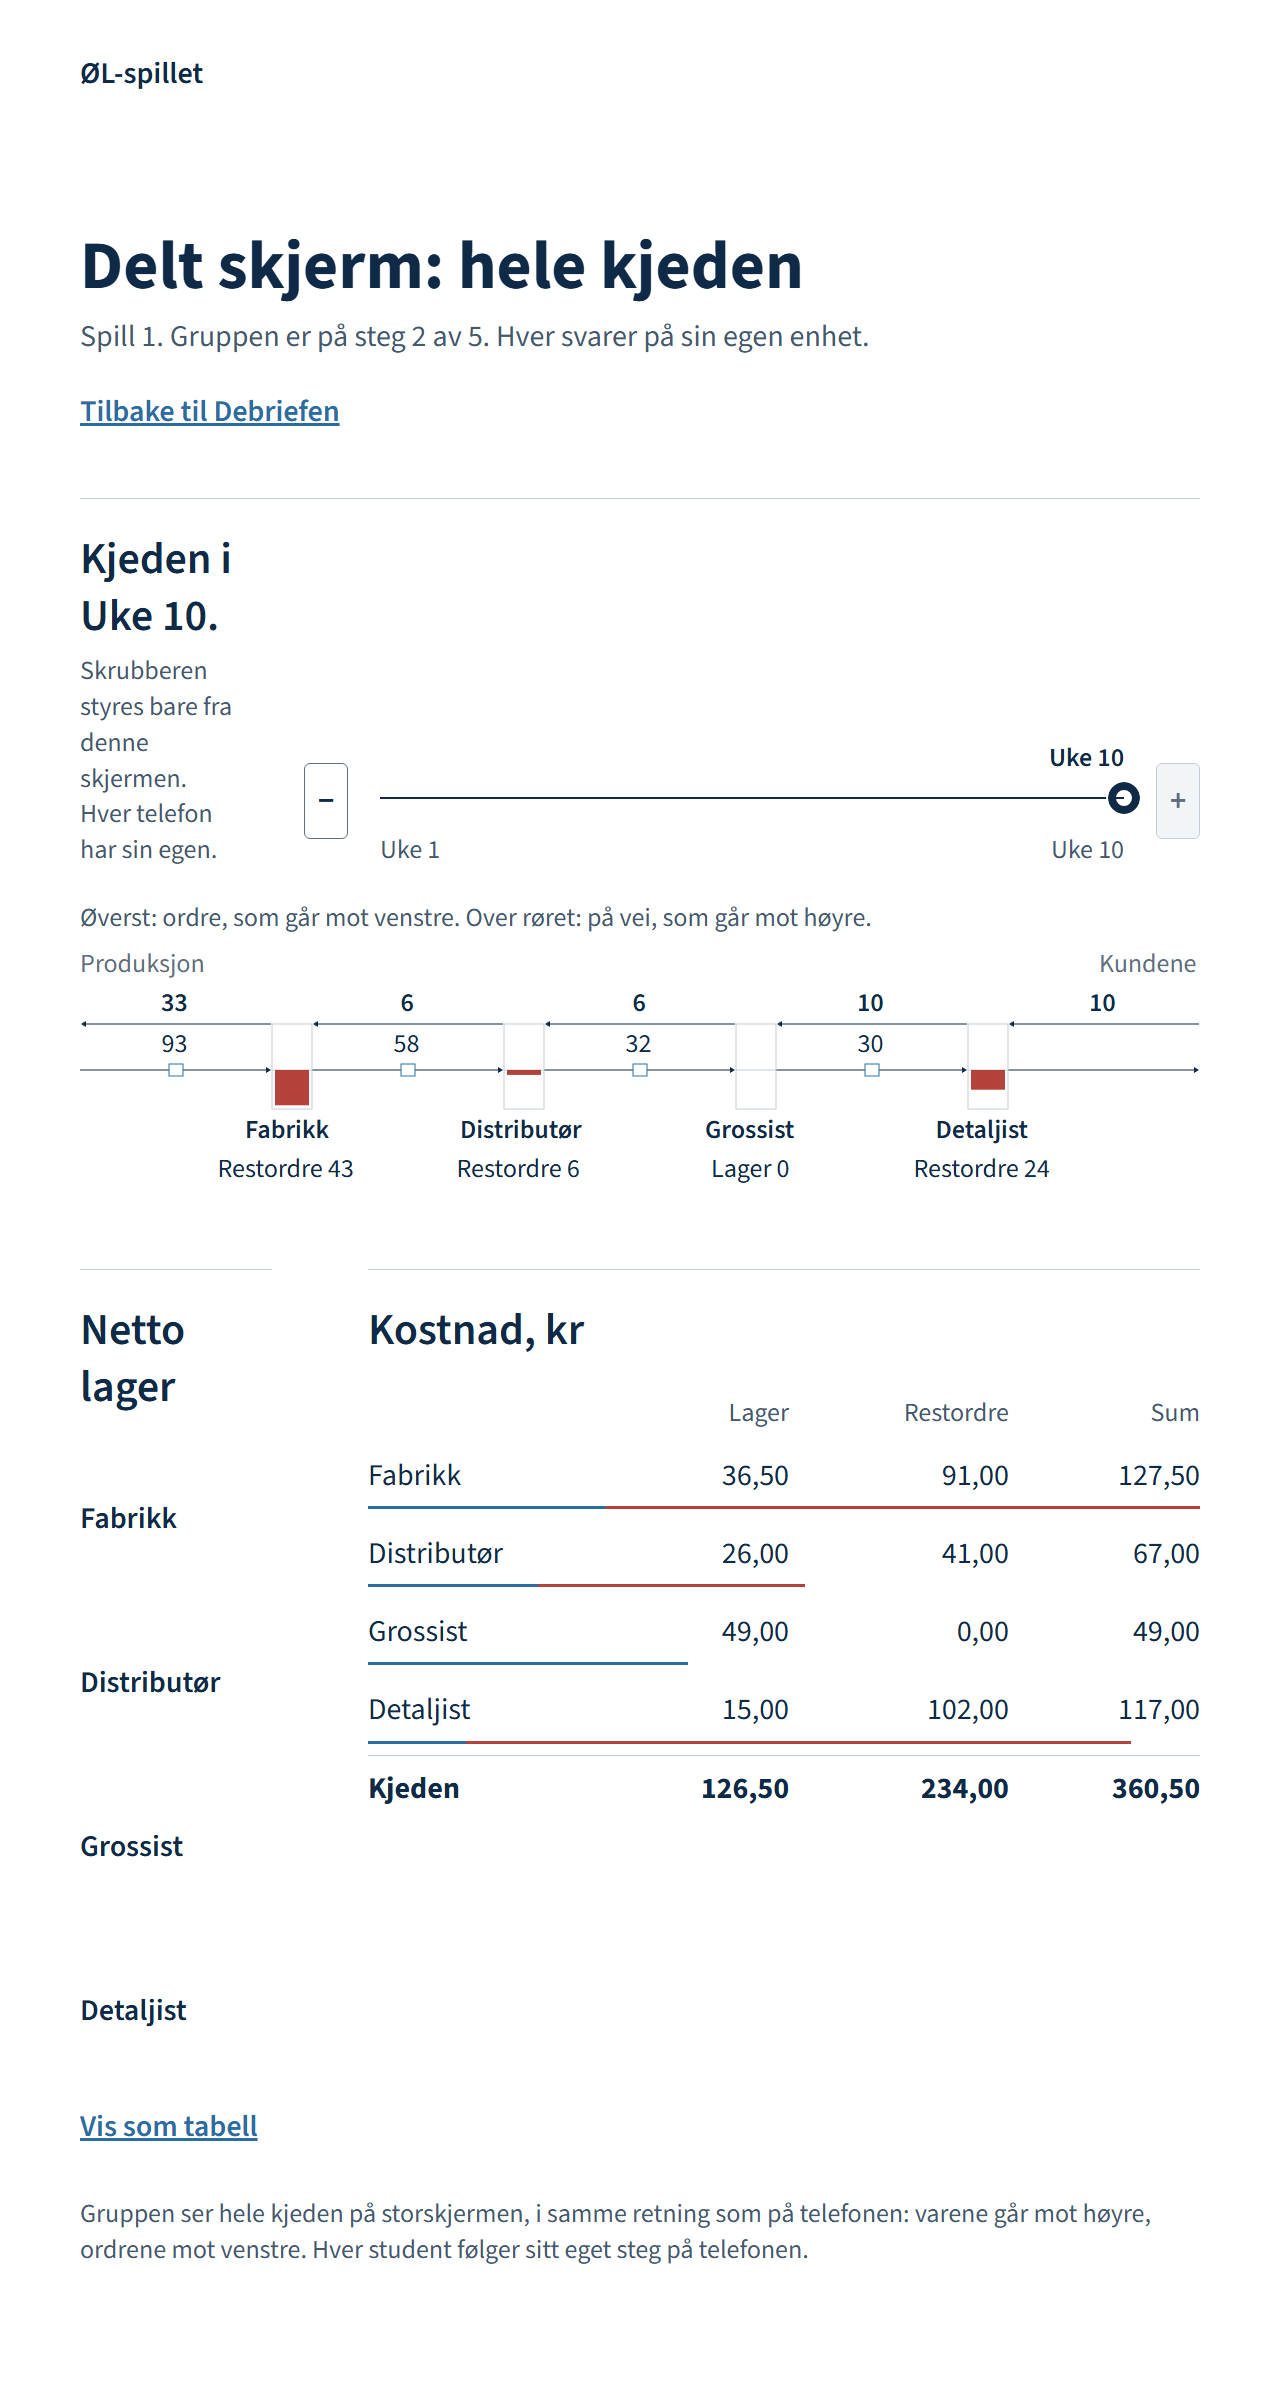 ØL-spillet
Delt skjerm: hele kjeden
Spill 1. Gruppen er på steg 2 av 5. Hver svarer på sin egen enhet.
Tilbake til Debriefen
Kjeden i
Uke 10.
Skrubberen
styres bare fra
denne
skjermen.
Hver telefon
har sin egen.
−
Uke 10
+
Uke 1
Uke 10
Øverst: ordre, som går mot venstre. Over røret: på vei, som går mot høyre.
Produksjon Kundene
33 6 6 10 10
93 58 32 30
Fabrikk Distributør Grossist Detaljist
Restordre 43 Restordre 6 Lager 0 Restordre 24
Netto
lager
Fabrikk
Distributør
Grossist
Detaljist
Vis som tabell
Kostnad, kr
Lager Restordre Sum
Fabrikk 36,50 91,00 127,50
Distributør 26,00 41,00 67,00
Grossist 49,00 0,00 49,00
Detaljist 15,00 102,00 117,00
Kjeden 126,50 234,00 360,50
Gruppen ser hele kjeden på storskjermen, i samme retning som på telefonen: varene går mot høyre,
ordrene mot venstre. Hver student følger sitt eget steg på telefonen.